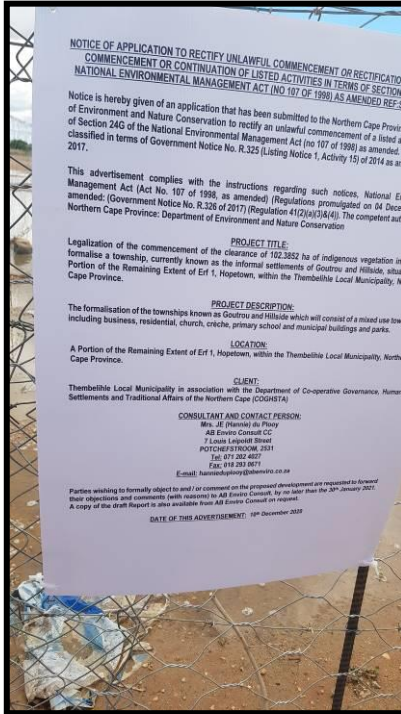 NOTICE OF APPLICATION TO RECTIFY UNLAWFUL COMMENCEMENT OR RECTIFICATIO
COMMENCEMENT OR CONTINUATION OF LISTED ACTIVITIES IN TERMS OF SECTION
NATIONAL ENVIRONMENTAL MANAGEMENT ACT (NO 107 OF 1998) AS AMENDED REF:
Notice is hereby given of an application that has been submitted to the Northern Cape Provin
of Environment and Nature Conservation to rectify an unlawful commencement of a listed a
of Section 24G of the National Environmental Management Act (no 107 of 1998) as amended.
classified in terms of Government Notice No. R.325 (Listing Notice 1, Activity 15) of 2014 as am
2017.
This advertisement complies with the instructions regarding such notices, National E
Management Act (Act No. 107 of 1998, as amended) (Regulations promulgated on 04 Decem
amended: (Government Notice No. R.326 of 2017) (Regulation 41(2)(a)(3)&(4)). The competent aut
Northern Cape Province: Department of Environment and Nature Conservation
PROJECT TITLE:
Legalization of the commencement of the clearance of 102.3852 ha of indigenous vegetation in
formalise a township, currently known as the informal settlements of Goutrou and Hillside, situa
Portion of the Remaining Extent of Erf 1, Hopetown, within the Thembelihle Local Municipality, N
Cape Province.
PROJECT DESCRIPTION:
The formalisation of the townships known as Goutrou and Hillside which will consist of a mixed use tow
including business, residential, church, crèche, primary school and municipal buildings and parks.
LOCATION:
A Portion of the Remaining Extent of Erf 1, Hopetown, within the Thembelihle Local Municipality, Northe
Cape Province.
CLIENT:
Thembelihle Local Municipality in association with the Department of Co-operative Governance, Human
Settlements and Traditional Affairs of the Northern Cape (COGHSTA)
CONSULTANT AND CONTACT PERSON:
Mrs. JE (Hannie) du Plooy
AB Enviro Consult CC
7 Louis Leipoldt Street
POTCHEFSTROOM, 2531
Tel: 071 202 4027
Fax: 018 293 0671
E-mail: hannieduplooy@abenviro.co.za
Parties wishing to formally object to and / or comment on the proposed development are requested to forward
their objections and comments (with reasons) to AB Enviro Consult, by no later than the 30th January 2021.
A copy of the draft Report is also available from AB Enviro Consult on request.
DATE OF THIS ADVERTISEMENT: 10th December 2020